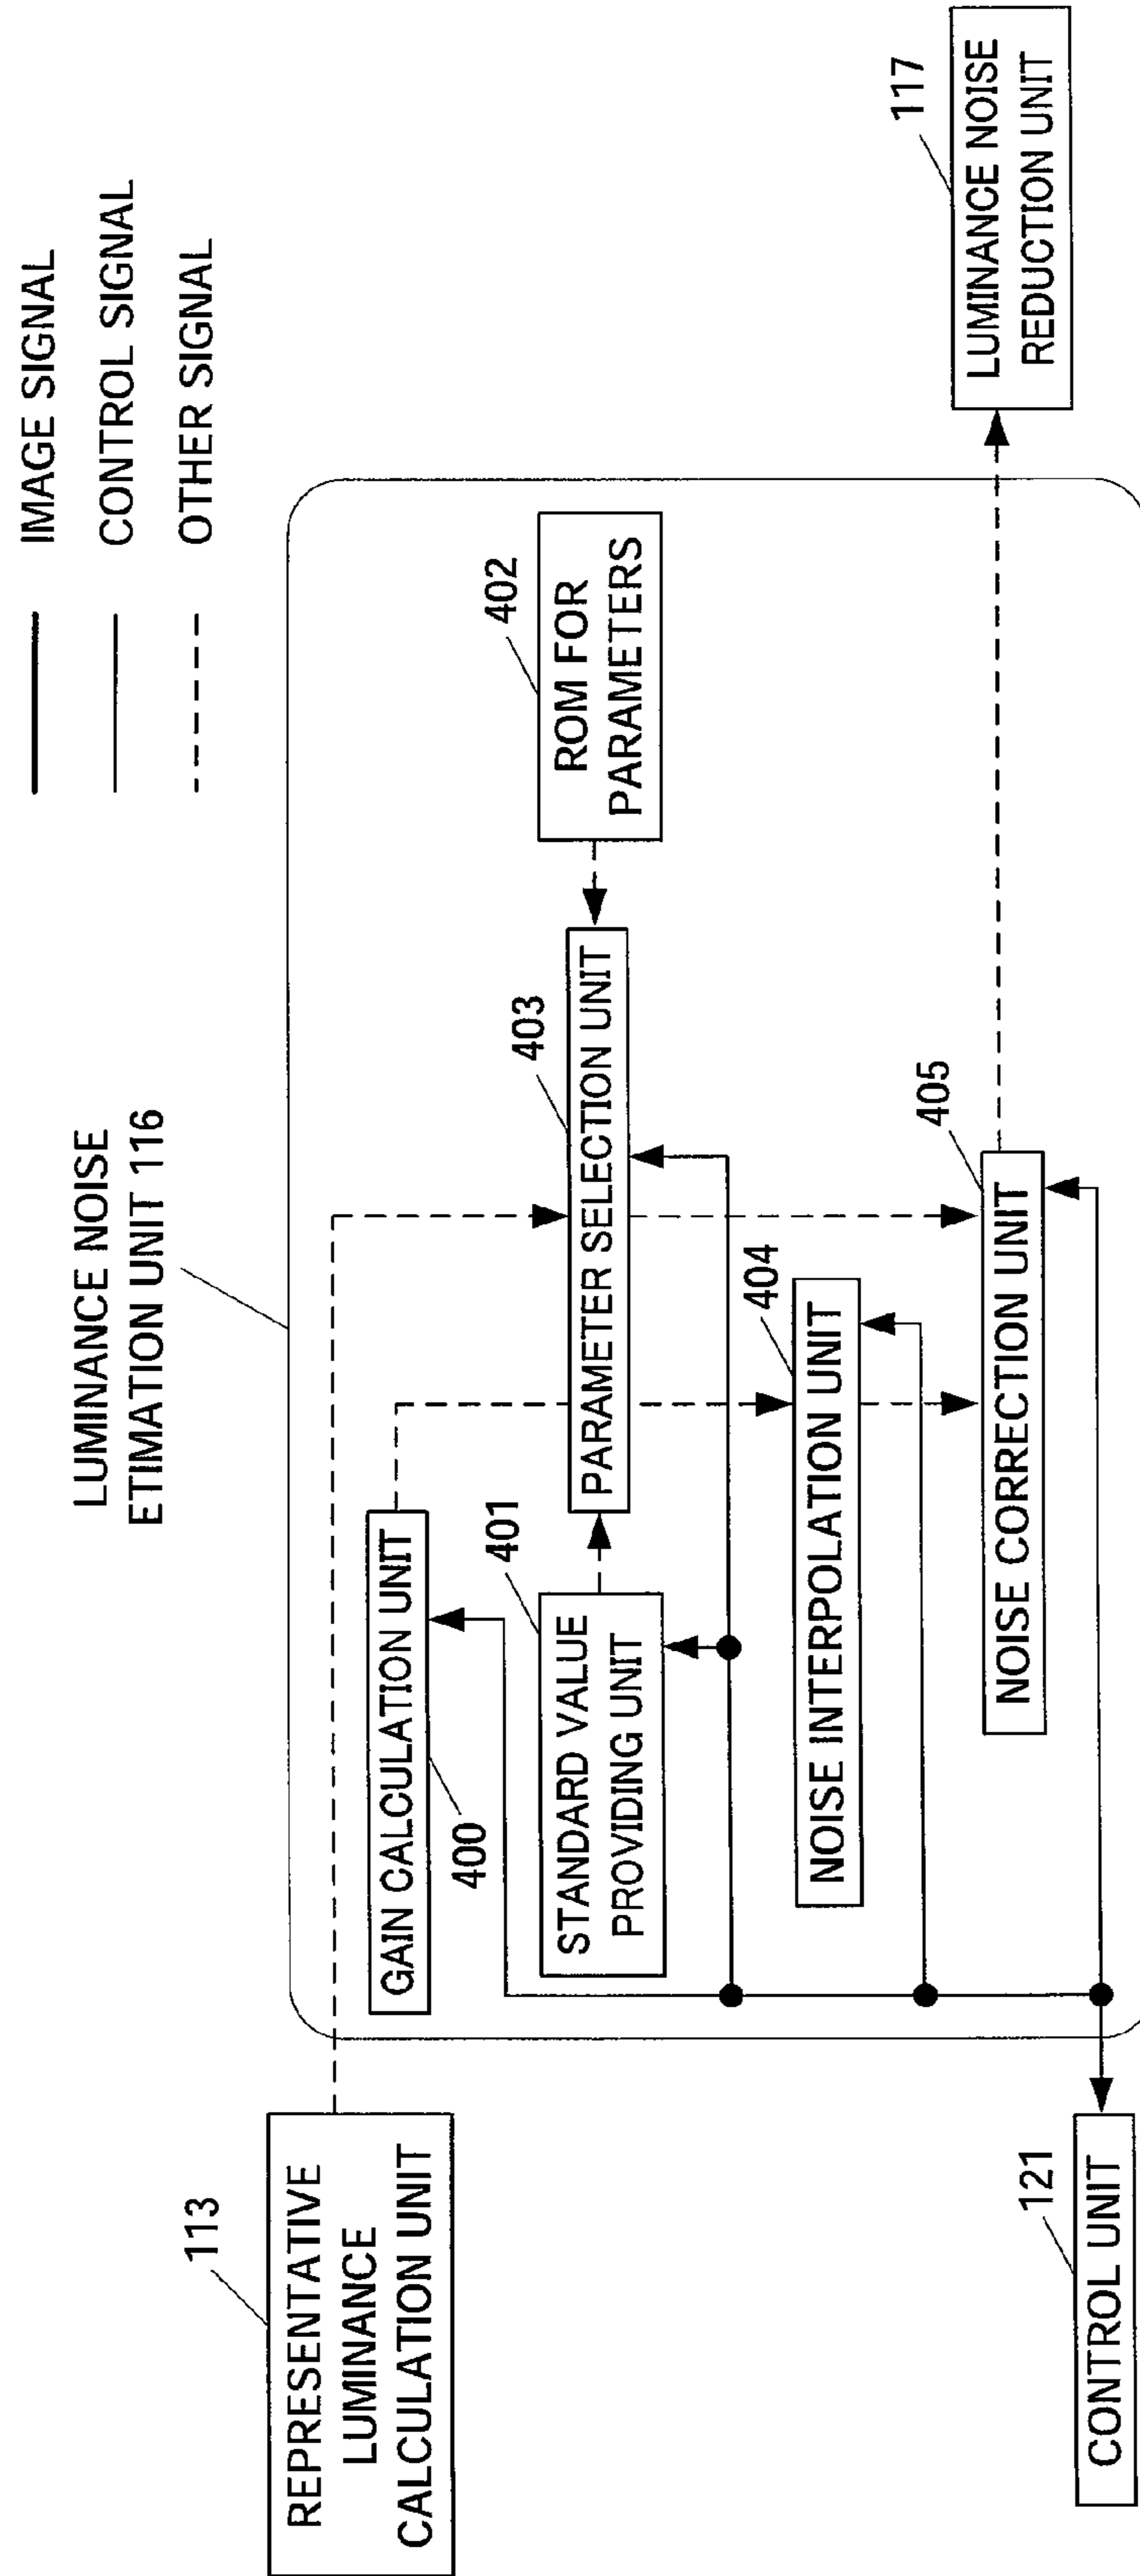 IMAGE SIGNAL
CONTROL SIGNAL
OTHER SIGNAL
LUMINANCE NOISE
ETIMATION UNIT 116
113
REPRESENTATIVE
LUMINANCE
CALCULATION UNIT
GAIN CALCULATION UNIT
400
401
STANDARD VALUE
PROVIDING UNIT
402
ROM FOR
PARAMETERS
403
PARAMETER SELECTION UNIT
404
NOISE INTERPOLATION UNIT
405
NOISE CORRECTION UNIT
117
LUMINANCE NOISE
REDUCTION UNIT
121
CONTROL UNIT